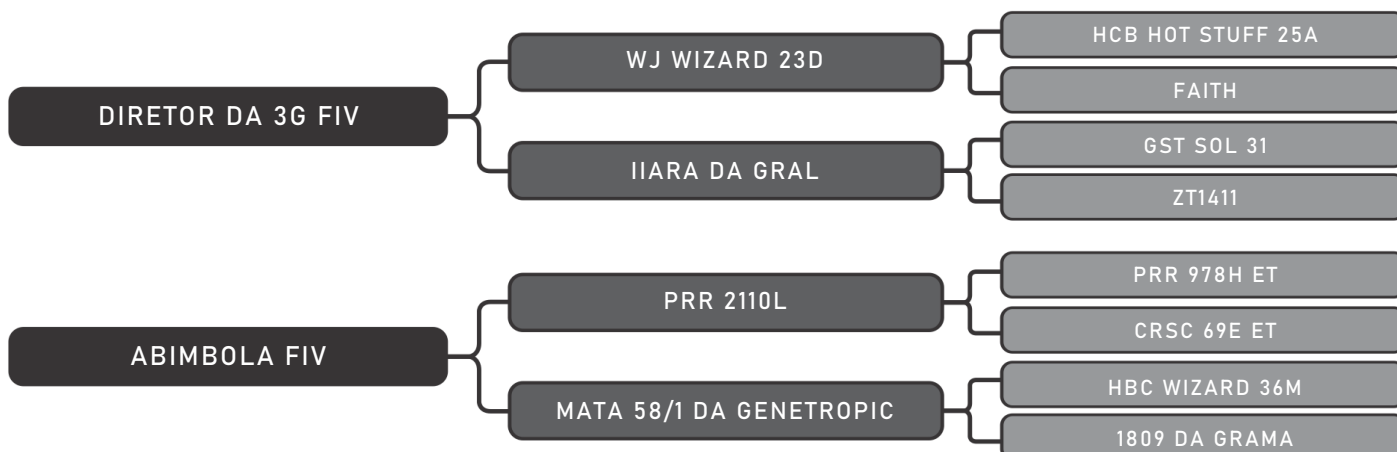 DIRETOR DA 3G FIV
WJ WIZARD 23D
HCB HOT STUFF 25A
FAITH
IIARA DA GRAL
GST SOL 31
ZT1411
ABIMBOLA FIV
PRR 2110L
PRR 978H ET
CRSC 69E ET
MATA 58/1 DA GENETROPIC
HBC WIZARD 36M
1809 DA GRAMA